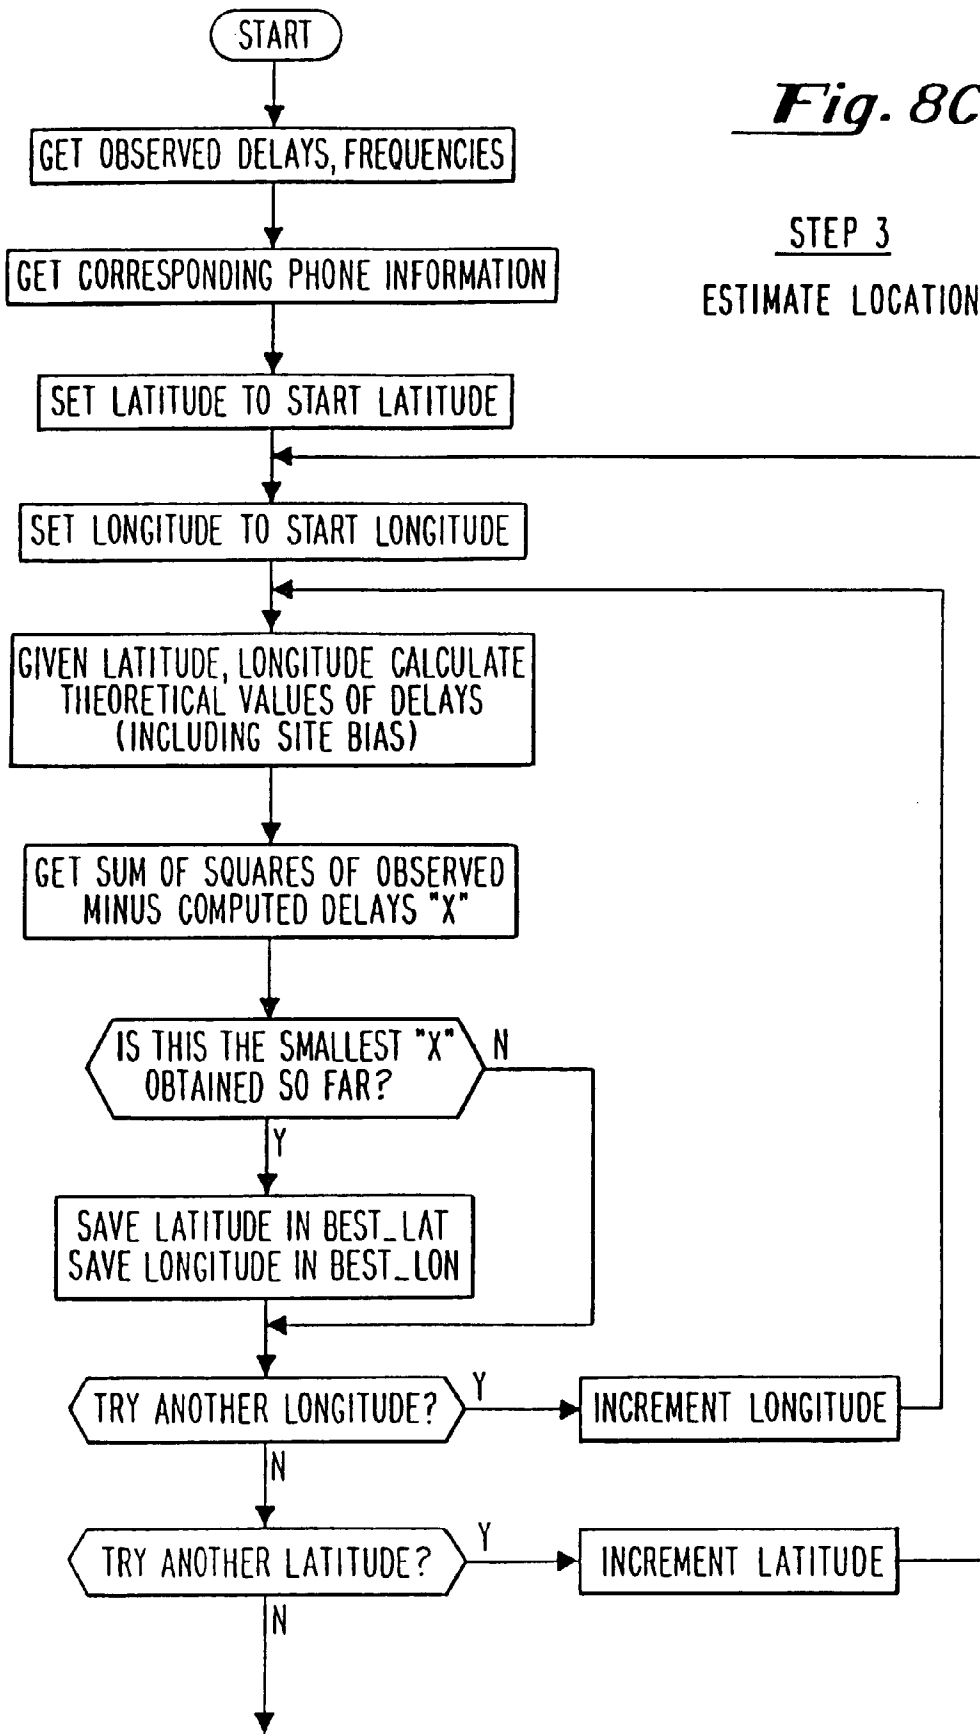 START
Fig. 8C
GET OBSERVED DELAYS, FREQUENCIES
STEP 3
GET CORRESPONDING PHONE INFORMATION
ESTIMATE LOCATION
SET LATITUDE TO START LATITUDE
SET LONGITUDE TO START LONGITUDE
GIVEN LATITUDE, LONGITUDE CALCULATE
THEORETICAL VALUES OF DELAYS
(INCLUDING SITE BIAS)
GET SUM OF SQUARES OF OBSERVED
MINUS COMPUTED DELAYS "X"
IS THIS THE SMALLEST "X"
OBTAINED SO FAR?
N
Y
SAVE LATITUDE IN BEST_LAT
SAVE LONGITUDE IN BEST_LON
TRY ANOTHER LONGITUDE?
Y
INCREMENT LONGITUDE
N
TRY ANOTHER LATITUDE?
Y
INCREMENT LATITUDE
N